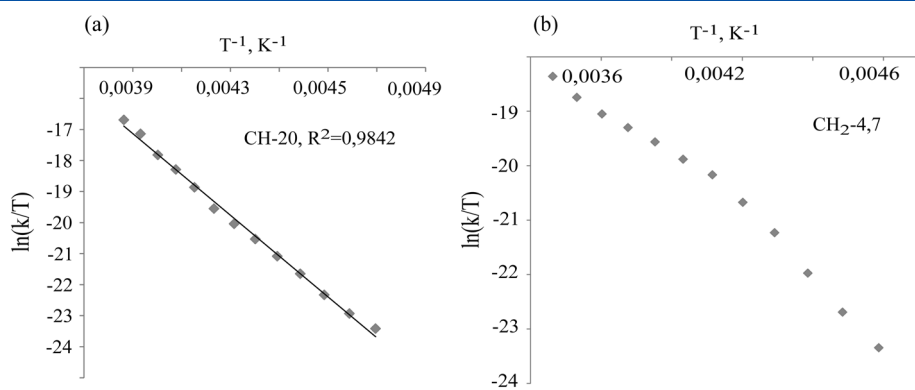 (a)
T-1, K-1
0,0039 0,0043 0,0045 0,0049
CH-20, R2=0,9842
-17
-18
-19
-20
-21
-22
-23
-24
ln(k/T)
(b)
T-1, K-1
0,0036 0,0042 0,0046
CH2-4,7
-19
-20
-21
-22
-23
-24
ln(k/T)